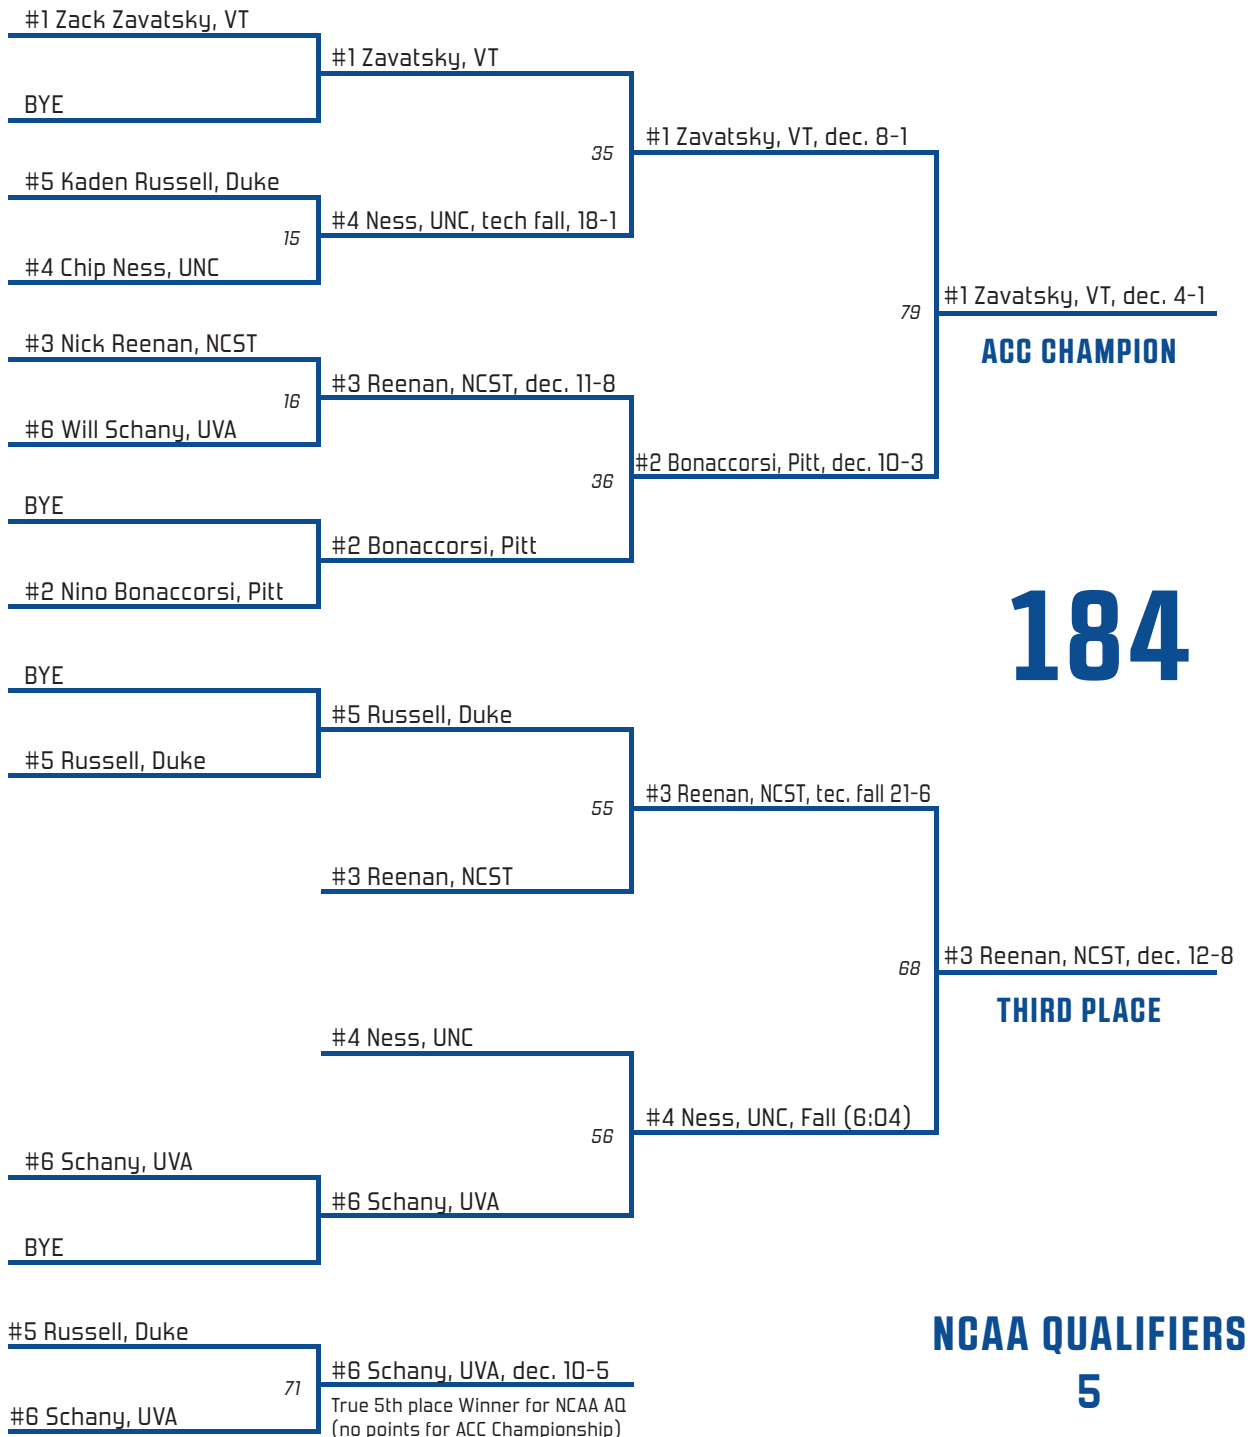 #1 Zack Zavatsky, VT
#1 Zavatsky, VT
BYE
#1 Zavatsky, VT, dec. 8-1
35
#5 Kaden Russell, Duke
#4 Ness, UNC, tech fall, 18-1
15
#4 Chip Ness, UNC
#1 Zavatsky, VT, dec. 4-1
79
ACC CHAMPION
#3 Nick Reenan, NCST
#3 Reenan, NCST, dec. 11-8
16
#6 Will Schany, UVA
#2 Bonaccorsi, Pitt, dec. 10-3
36
BYE
#2 Bonaccorsi, Pitt
#2 Nino Bonaccorsi, Pitt
184
BYE
#5 Russell, Duke
#5 Russell, Duke
#3 Reenan, NCST, tec. fall 21-6
55
#3 Reenan, NCST
#3 Reenan, NCST, dec. 12-8
68
THIRD PLACE
#4 Ness, UNC
#4 Ness, UNC, Fall (6:04)
56
#6 Schany, UVA
#6 Schany, UVA
BYE
#5 Russell, Duke
#6 Schany, UVA, dec. 10-5
71
#6 Schany, UVA
True 5th place Winner for NCAA AQ
(no points for ACC Championship)
NCAA QUALIFIERS
5